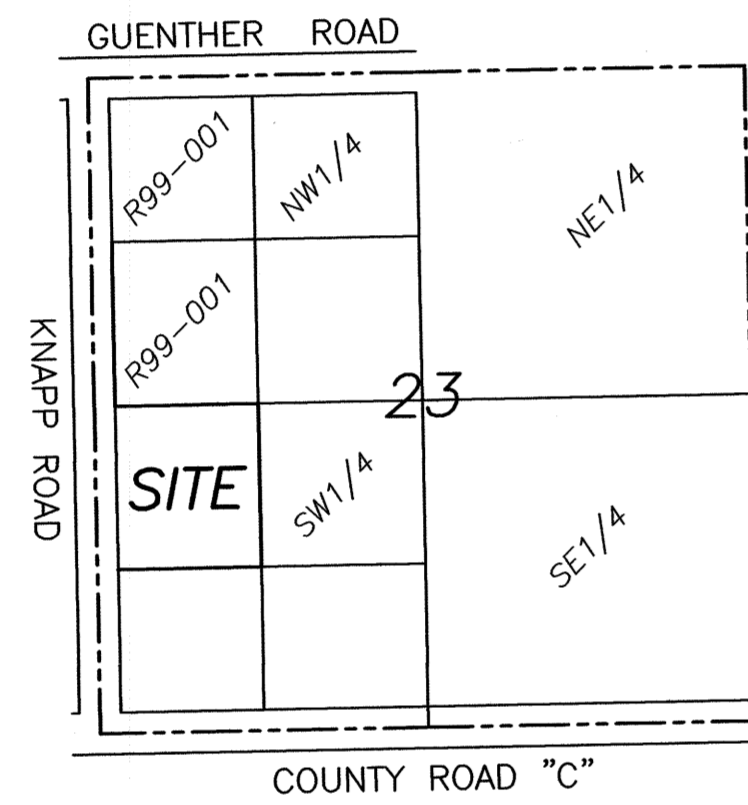 GUENTHER ROAD
R99-001
NW1/4
NE1/4
R99-001
KNAPP ROAD
23
SITE
SW1/4
SE1/4
COUNTY ROAD "C"